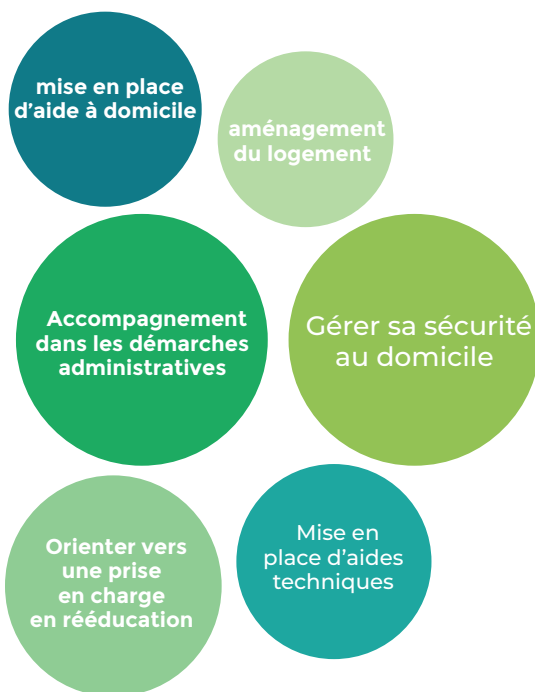 mise en place
d'aide à domicile
aménagement
du logement
Accompagnement
dans les démarches
administratives
Gérer sa sécurité
au domicile
Orienter vers
une prise
en charge
en rééducation
Mise en
place d'aides
techniques